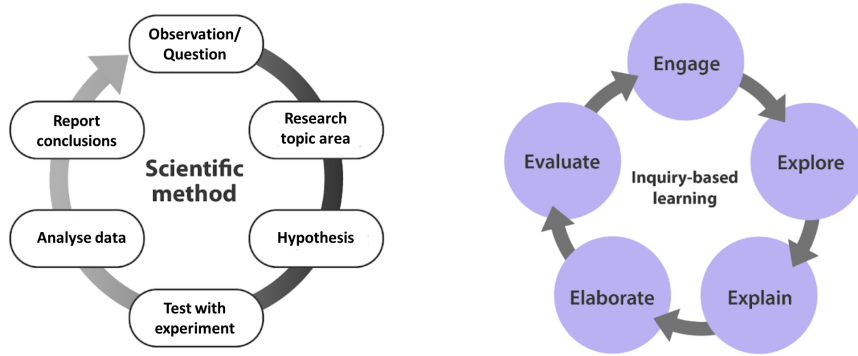 Observation/
Question
Research
topic area
Hypothesis
Test with
experiment
Analyse data
Report
conclusions
Scientific
method
Engage
Explore
Explain
Elaborate
Evaluate
Inquiry-based
learning